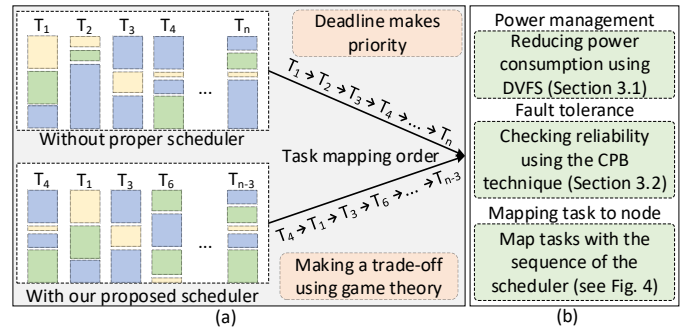 T1 T2 T3 T4 Tn
...
Without proper scheduler
Deadline makes
priority
T1 → T2 → T3 → T4 → ... → Tn
Task mapping order
T4 → T1 → T3 → T6 → ... → Tn-3
T4 T1 T3 T6 Tn-3
...
With our proposed scheduler
Making a trade-off
using game theory
(a)
Power management
Reducing power
consumption using
DVFS (Section 3.1)
Fault tolerance
Checking reliability
using the CPB
technique (Section 3.2)
Mapping task to node
Map tasks with the
sequence of the
scheduler (see Fig. 4)
(b)